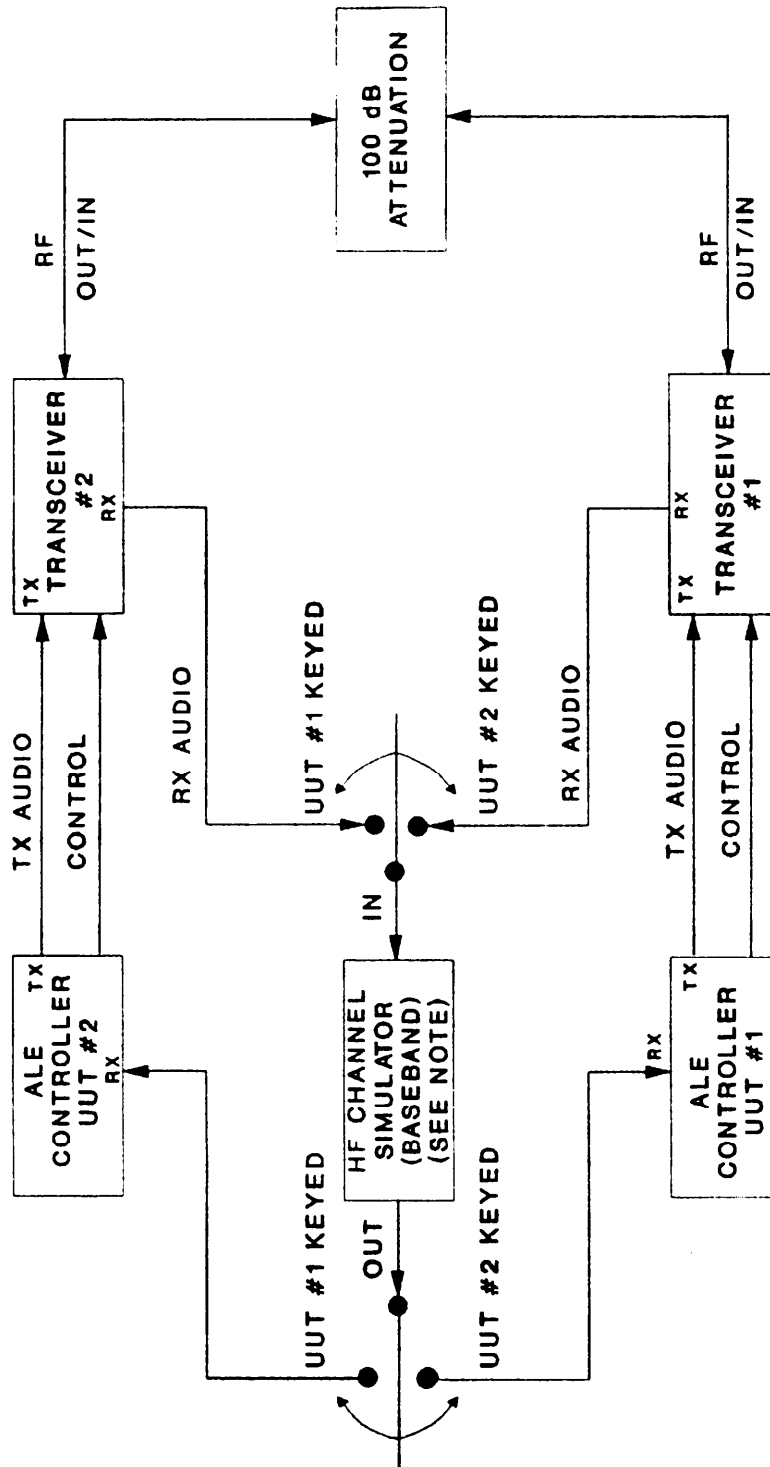 ALE
CONTROLLER
UUT #2
TX
RX
TX AUDIO
CONTROL
TX
TRANSCEIVER
#2
RX
RF
OUT/IN
RX AUDIO
UUT #1 KEYED
UUT #1 KEYED
OUT
HF CHANNEL
SIMULATOR
(BASEBAND)
(SEE NOTE)
IN
100 dB
ATTENUATION
UUT #2 KEYED
UUT #2 KEYED
RX AUDIO
RX
ALE
CONTROLLER
UUT #1
TX
TX AUDIO
CONTROL
TX
RX
TRANSCEIVER
#1
RF
OUT/IN